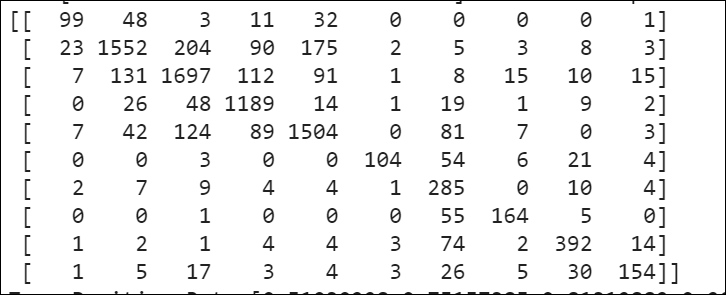 [[ 99 48 3 11 32 0 0 0 0 1]
[ 23 1552 204 90 175 2 5 3 8 3]
[ 7 131 1697 112 91 1 8 15 10 15]
[ 0 26 48 1189 14 1 19 1 9 2]
[ 7 42 124 89 1504 0 81 7 0 3]
[ 0 0 3 0 0 104 54 6 21 4]
[ 2 7 9 4 4 1 285 0 10 4]
[ 0 0 1 0 0 0 55 164 5 0]
[ 1 2 1 4 4 3 74 2 392 14]
[ 1 5 17 3 4 3 26 5 30 154]]